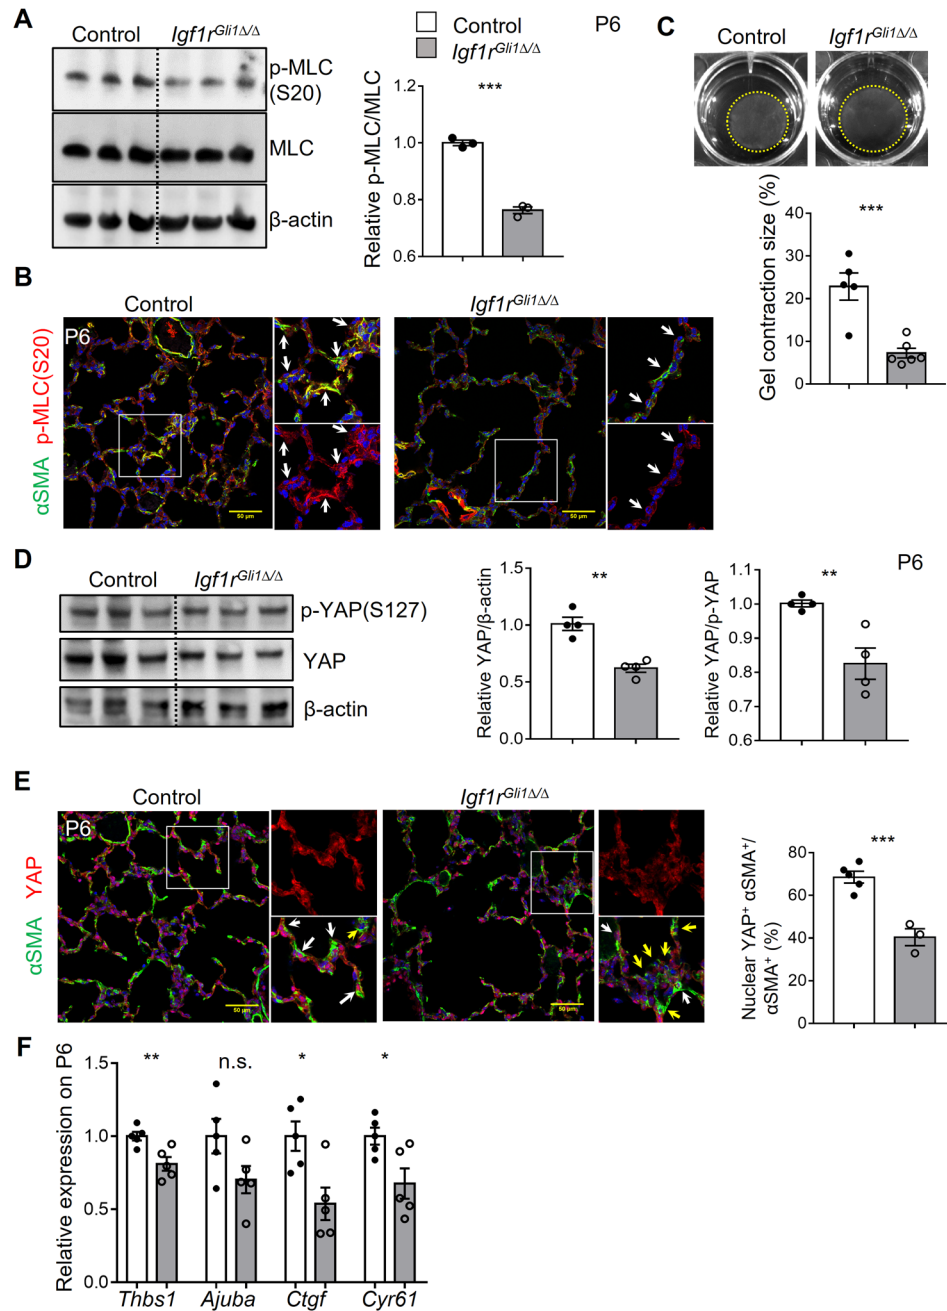 A
Control
Igf1rGli1Δ/Δ
p-MLC
(S20)
MLC
β-actin
Control
Igf1rGli1Δ/Δ
P6
Relative p-MLC/MLC
1.2
1.0
0.8
0.6
***
C
Control
Igf1rGli1Δ/Δ
Gel contraction size (%)
40
30
20
10
0
***
B
Control
Igf1rGli1Δ/Δ
αSMA p-MLC(S20)
P6
50 μm
50 μm
D
Control
Igf1rGli1Δ/Δ
p-YAP(S127)
YAP
β-actin
Relative YAP/β-actin
1.5
1.0
0.5
0.0
**
Relative YAP/p-YAP
1.1
1.0
0.9
0.8
0.7
0.6
**
P6
E
Control
Igf1rGli1Δ/Δ
αSMA YAP
P6
50 μm
50 μm
Nuclear YAP+ αSMA+/
αSMA+ (%)
80
60
40
20
0
***
F
Relative expression on P6
1.5
1.0
0.5
0.0
**
n.s.
*
*
Thbs1
Ajuba
Ctgf
Cyr61